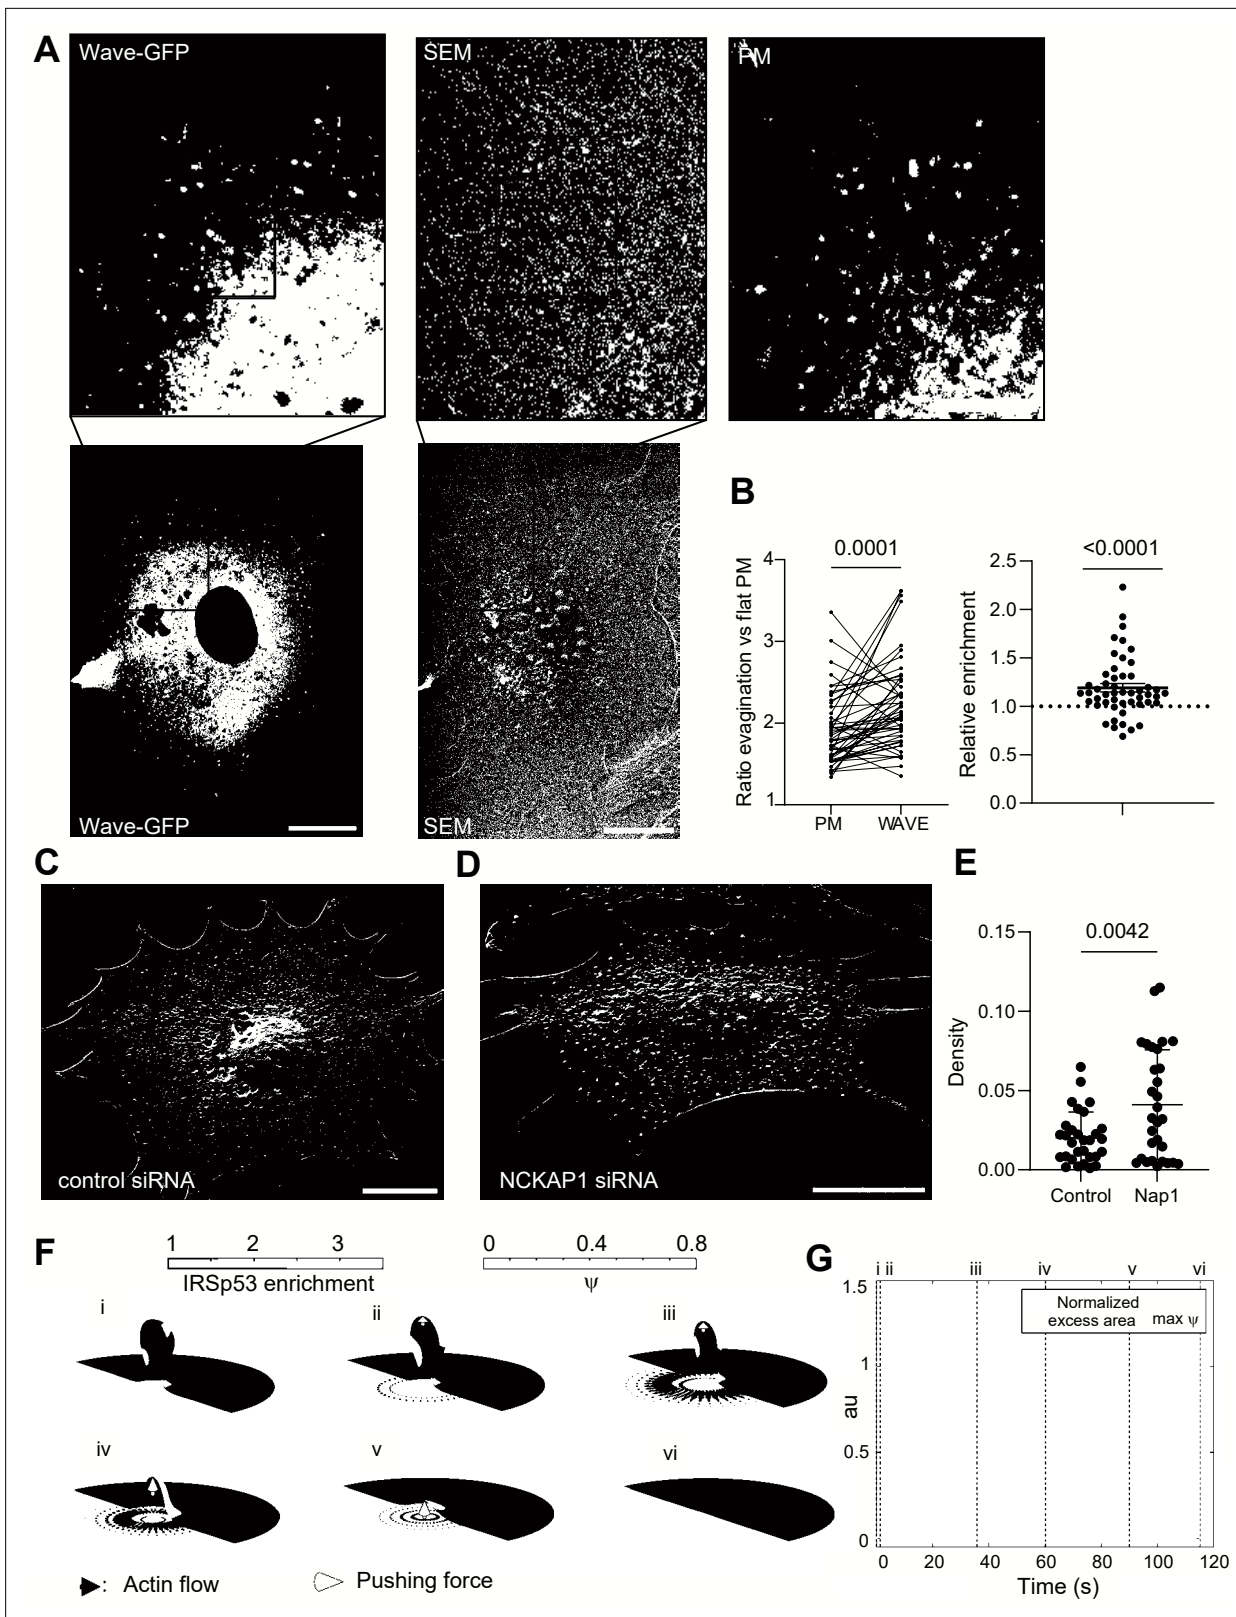 A
Wave-GFP
SEM
PM
Wave-GFP
SEM
B
Ratio evagination vs flat PM
4
3
2
1
0.0001
PM
WAVE
Relative enrichment
2.5
2.0
1.5
1.0
0.5
0.0
<0.0001
C
control siRNA
D
NCKAP1 siRNA
E
Density
0.15
0.10
0.05
0.00
0.0042
Control
Nap1
F
1 2 3
IRSp53 enrichment
0 0.4 0.8
ψ
i
ii
iii
iv
v
vi
: Actin flow
Pushing force
G
i ii iii iv v vi
1.5
1
0.5
0
au
Normalized
excess area
max ψ
0 20 40 60 80 100 120
Time (s)